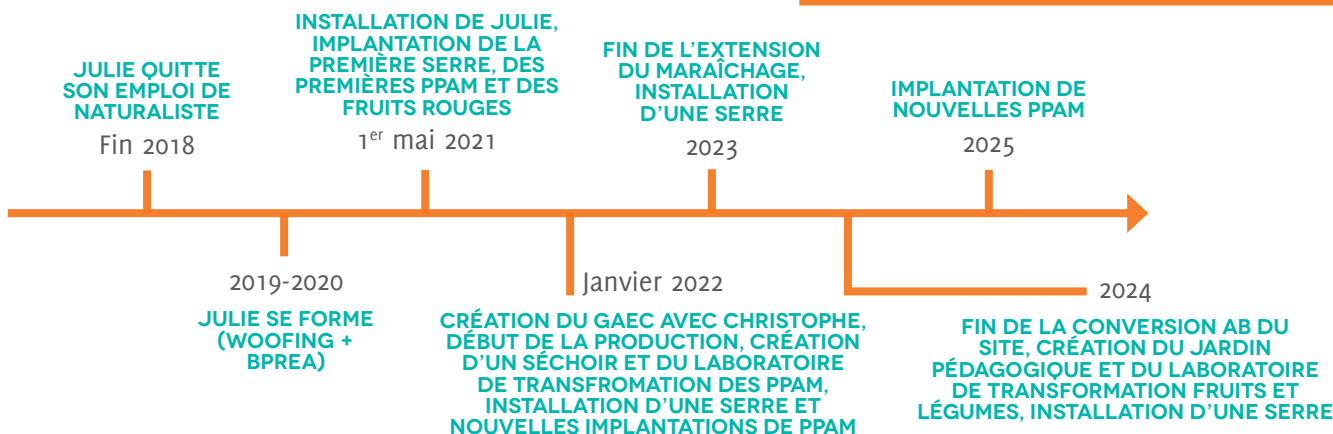 JULIE QUITTE
SON EMPLOI DE
NATURALISTE
Fin 2018
INSTALLATION DE JULIE,
IMPLANTATION DE LA
PREMIÈRE SERRE, DES
PREMIÈRES PPAM ET DES
FRUITS ROUGES
1er mai 2021
FIN DE L'EXTENSION
DU MARAÎCHAGE,
INSTALLATION
D'UNE SERRE
2023
IMPLANTATION DE
NOUVELLES PPAM
2025
2019-2020
JULIE SE FORME
(WOOFING +
BPREA)
Janvier 2022
CRÉATION DU GAEC AVEC CHRISTOPHE,
DÉBUT DE LA PRODUCTION, CRÉATION
D'UN SÉCHOIR ET DU LABORATOIRE
DE TRANSFROMATION DES PPAM,
INSTALLATION D'UNE SERRE ET
NOUVELLES IMPLANTATIONS DE PPAM
2024
FIN DE LA CONVERSION AB DU
SITE, CRÉATION DU JARDIN
PÉDAGOGIQUE ET DU LABORATOIRE
DE TRANSFORMATION FRUITS ET
LÉGUMES, INSTALLATION D'UNE SERRE